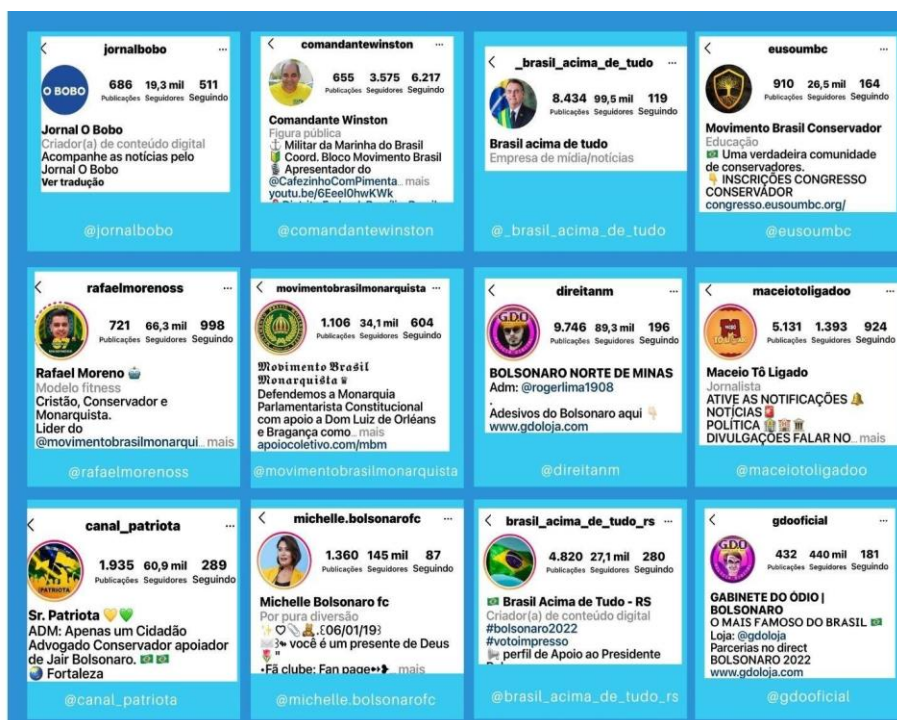 jornalbobo
O BOBO
686 19,3 mil 511
Publicações Seguidores Seguindo
Jornal O Bobo
Criador(a) de conteúdo digital
Acompanhe as notícias pelo
Jornal O Bobo
Ver tradução
@jornalbobo
comandantewinston
655 3.575 6.217
Publicações Seguidores Seguindo
Comandante Winston
Figura pública
Militar da Marinha do Brasil
Coord. Bloco Movimento Brasil
Apresentador do
@CafezinhoComPimenta... mais
youtu.be/6Eeel0hwKWk
@comandantewinston
_brasil_acima_de_tudo
8.434 99,5 mil 119
Publicações Seguidores Seguindo
Brasil acima de tudo
Empresa de mídia/notícias
@_brasil_acima_de_tudo
eusoumbc
910 26,5 mil 164
Publicações Seguidores Seguindo
Movimento Brasil Conservador
Educação
Uma verdadeira comunidade
de conservadores.
INSCRIÇÕES CONGRESSO
CONSERVADOR
congresso.eusoumbc.org/
@eusoumbc
rafaelmorenoss
721 66,3 mil 998
Publicações Seguidores Seguindo
Rafael Moreno
Modelo fitness
Cristão, Conservador e
Monarquista.
Lider do
@movimentobrasilmonarqui... mais
@rafaelmorenoss
movimentobrasilmonarquista
1.106 34,1 mil 604
Publicações Seguidores Seguindo
Movimento Brasil
Monarquista
Defendemos a Monarquia
Parlamentarista Constitucional
com apoio a Dom Luiz de Orléans
e Bragança como... mais
apoiocoletivo.com/mbm
@movimentobrasilmonarquista
direitanm
GDO
9.746 89,3 mil 196
Publicações Seguidores Seguindo
BOLSONARO NORTE DE MINAS
Adm: @rogerlima1908
.
Adesivos do Bolsonaro aqui
www.gdoloja.com
@direitanm
maceiotoligadoo
5.131 1.393 924
Publicações Seguidores Seguindo
Maceio Tô Ligado
Jornalista
ATIVE AS NOTIFICAÇÕES
NOTÍCIAS
POLÍTICA
DIVULGAÇÕES FALAR NO... mais
@maceiotoligadoo
canal_patriota
PATRIOTA
1.935 60,9 mil 289
Publicações Seguidores Seguindo
Sr. Patriota
ADM: Apenas um Cidadão
Advogado Conservador apoiador
de Jair Bolsonaro.
Fortaleza
@canal_patriota
michelle.bolsonarofc
1.360 145 mil 87
Publicações Seguidores Seguindo
Michelle Bolsonaro fc
Por pura diversão
06/01/19
você é um presente de Deus
"
•Fã clube: Fan page mais
@michelle.bolsonarofc
brasil_acima_de_tudo_rs
4.820 27,1 mil 280
Publicações Seguidores Seguindo
Brasil Acima de Tudo - RS
Criador(a) de conteúdo digital
#bolsonaro2022
#votoimpresso
perfil de Apoio ao Presidente
@brasil_acima_de_tudo_rs
gdooficial
GDO
432 440 mil 181
Publicações Seguidores Seguindo
GABINETE DO ÓDIO |
BOLSONARO
O MAIS FAMOSO DO BRASIL
Loja: @gdoloja
Parcerias no direct
BOLSONARO 2022
www.gdoloja.com
@gdooficial